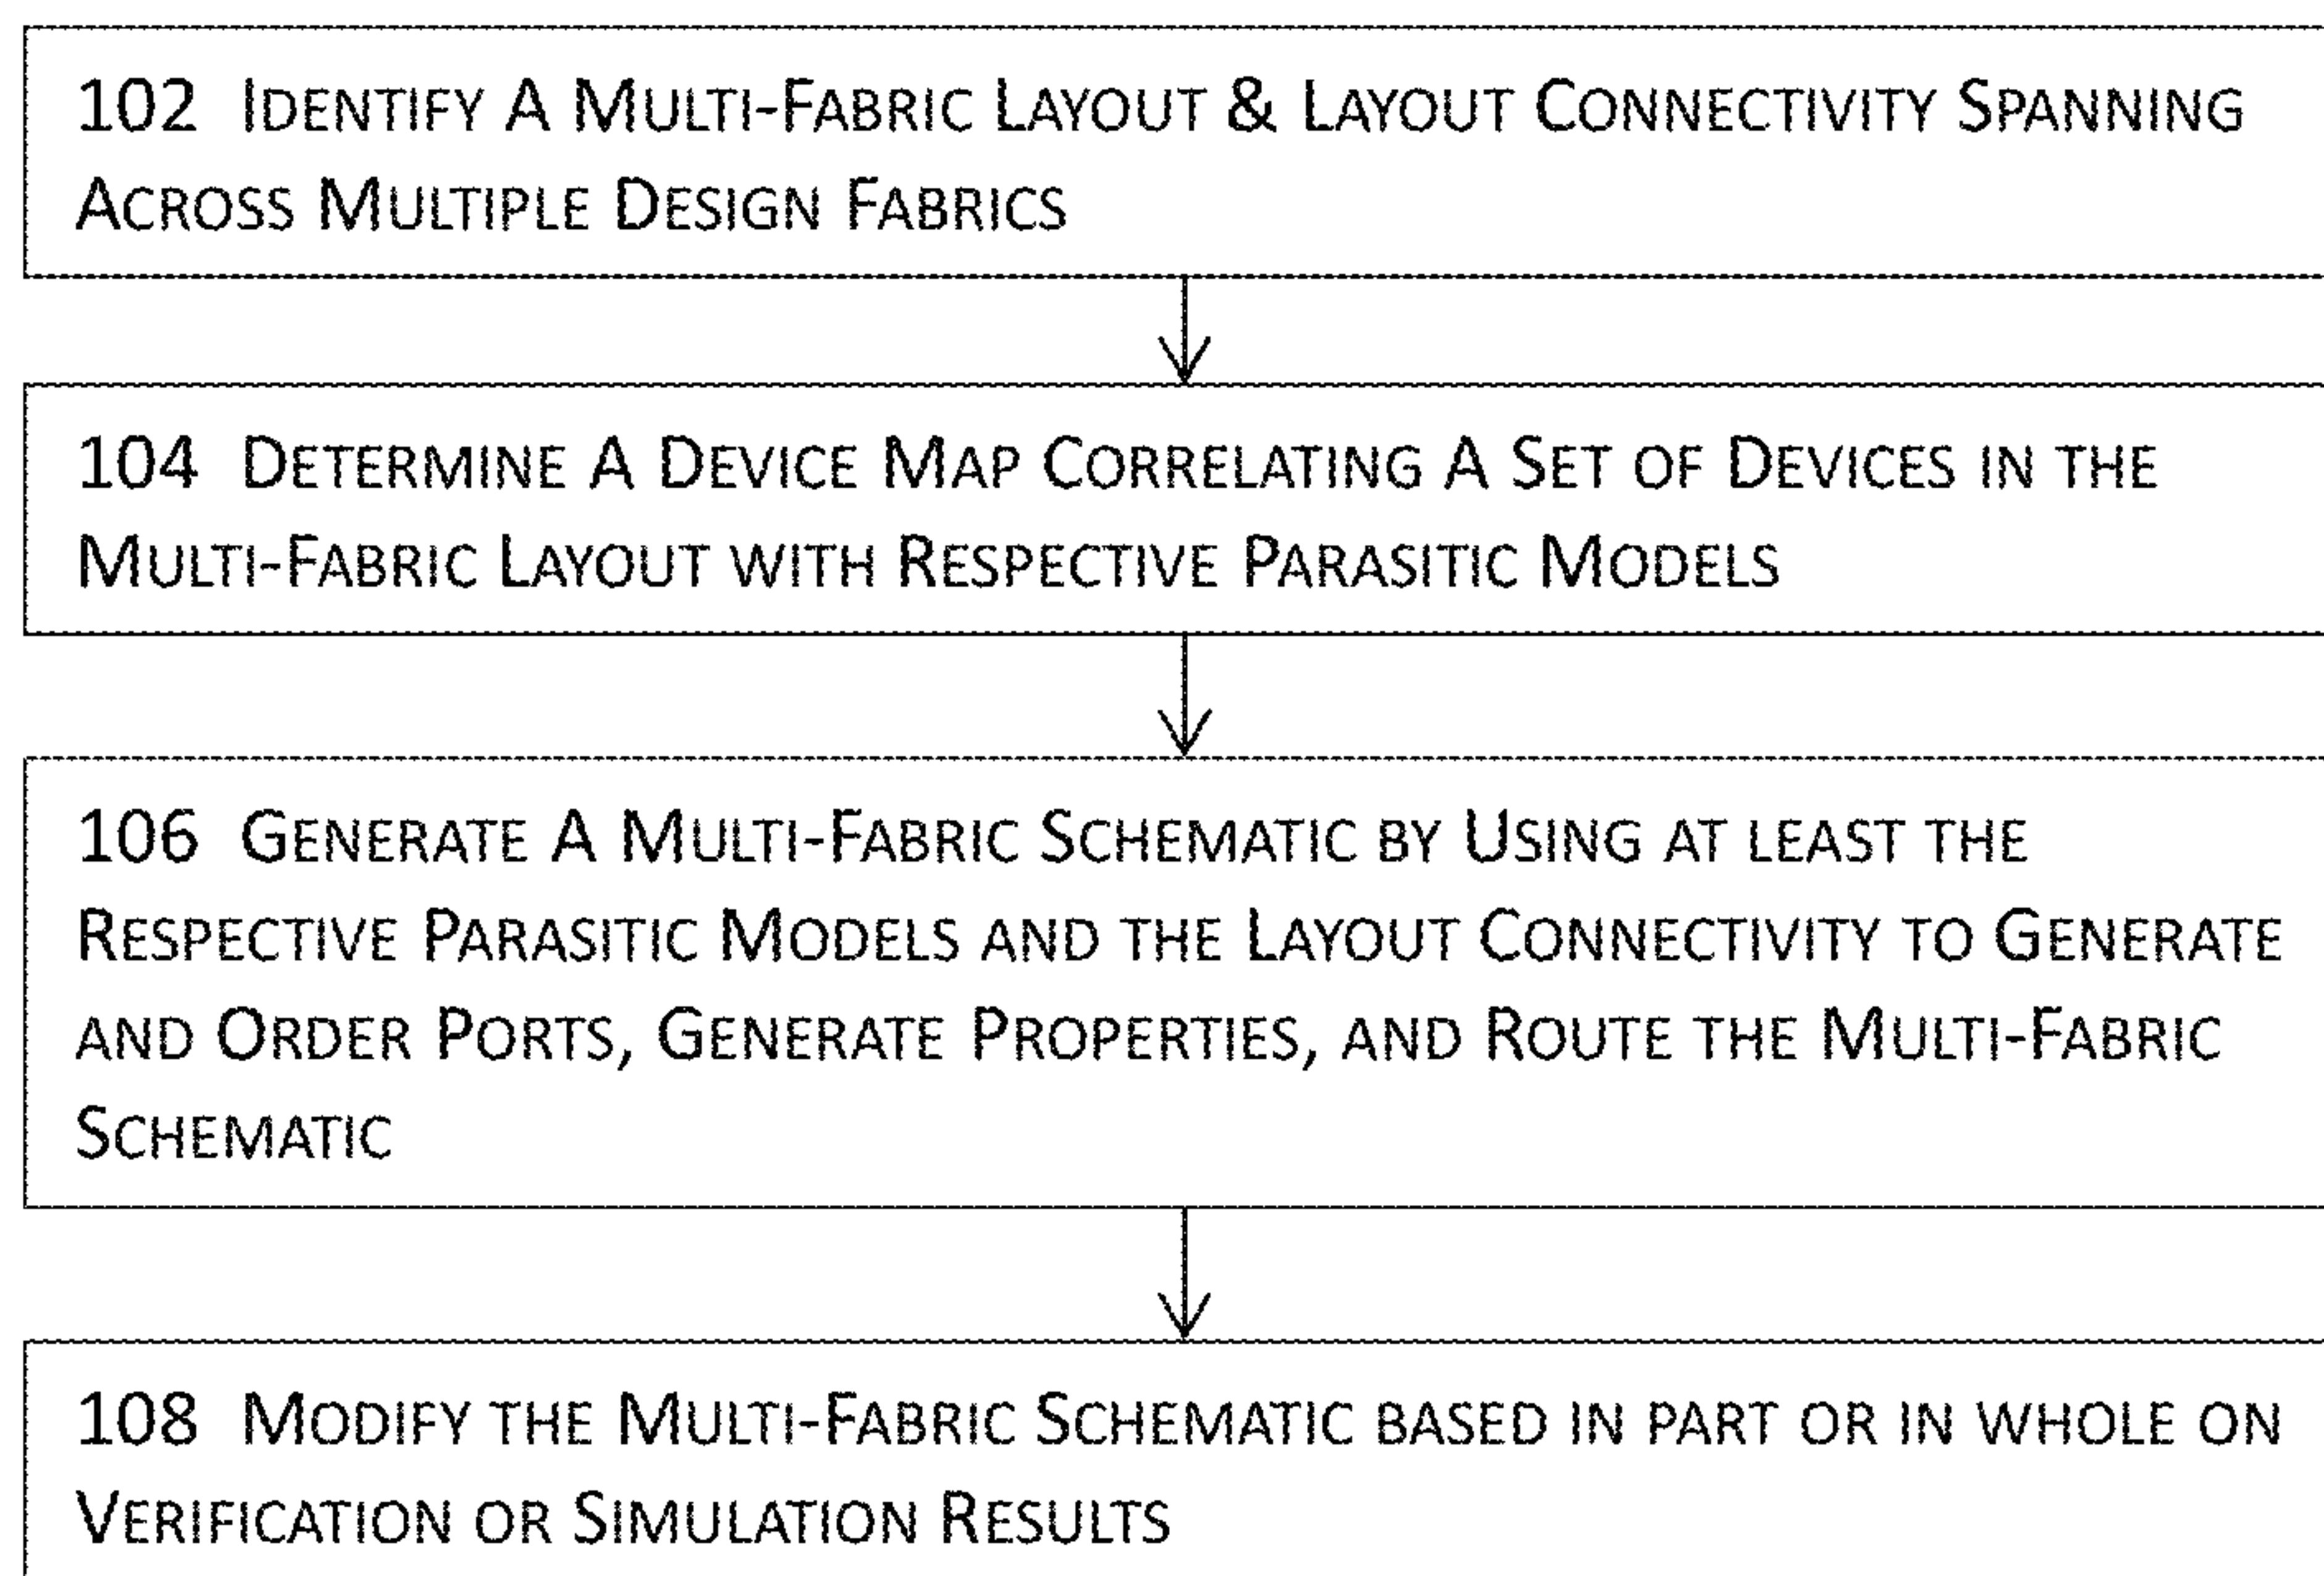 102 Identify A Multi-Fabric Layout & Layout Connectivity Spanning
Across Multiple Design Fabrics
104 Determine A Device Map Correlating A Set of Devices in the
Multi-Fabric Layout with Respective Parasitic Models
106 Generate A Multi-Fabric Schematic by Using at least the
Respective Parasitic Models and the Layout Connectivity to Generate
and Order Ports, Generate Properties, and Route the Multi-Fabric
Schematic
108 Modify the Multi-Fabric Schematic based in part or in whole on
Verification or Simulation Results